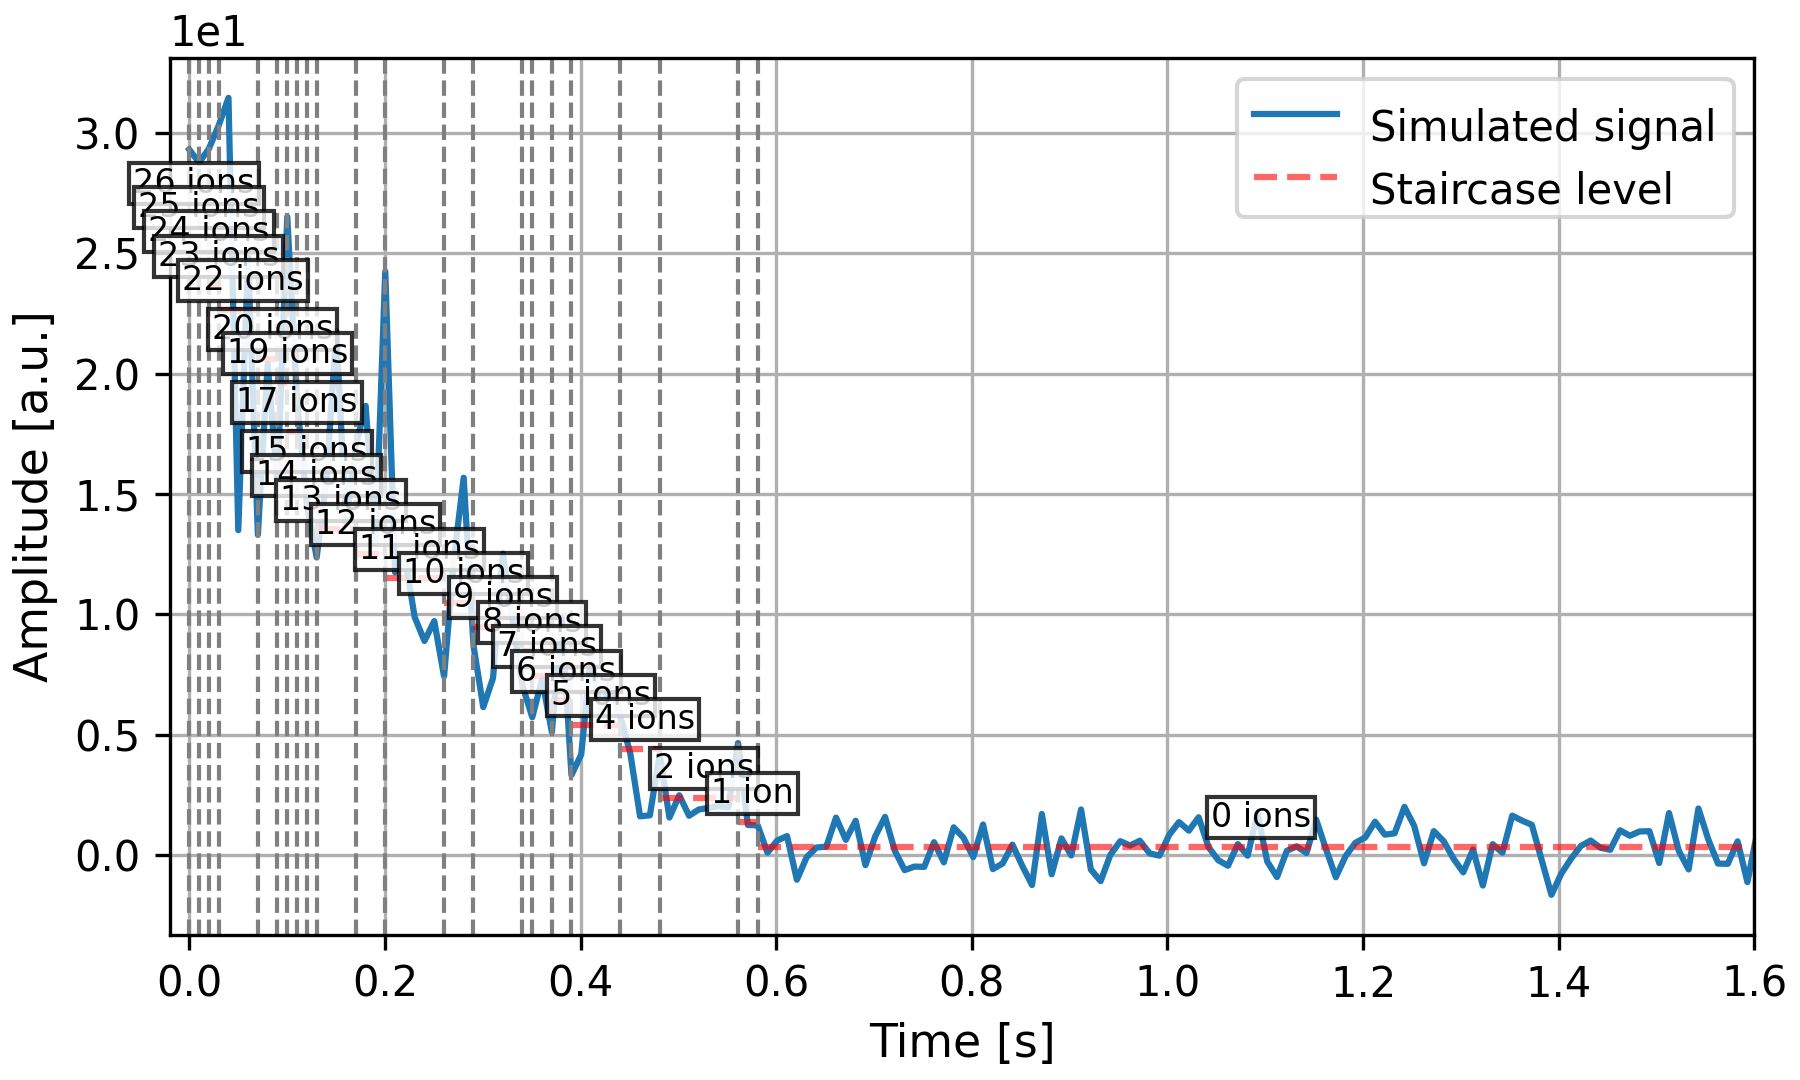 1e1
3.0
2.5
2.0
1.5
1.0
0.5
0.0
Amplitude [a.u.]
Simulated signal
Staircase level
26 ions
25 ions
24 ions
23 ions
22 ions
20 ions
19 ions
17 ions
15 ions
14 ions
13 ions
12 ions
11 ions
10 ions
9 ions
8 ions
7 ions
6 ions
5 ions
4 ions
2 ions
1 ion
0 ions
0.0 0.2 0.4 0.6 0.8 1.0 1.2 1.4 1.6
Time [s]